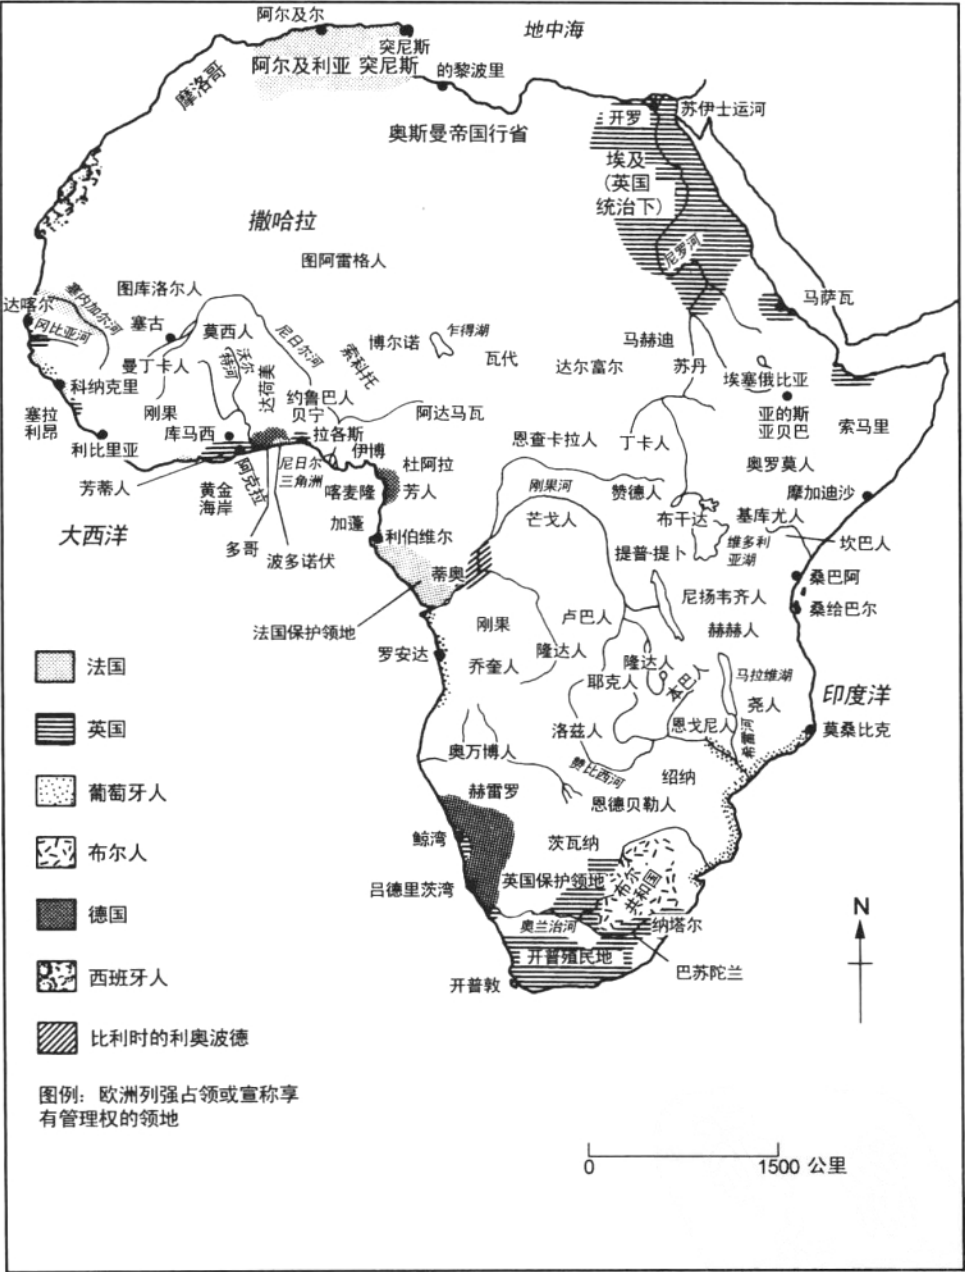 阿尔及尔
地中海
突尼斯
阿尔及利亚 突尼斯
的黎波里
摩洛哥
苏伊士运河
开罗
奥斯曼帝国行省
埃及
(英国
统治下)
撒哈拉
尼罗河
图阿雷格人
图库洛尔人
塞内加尔河
达喀尔
冈比亚河
塞古
莫西人
尼日尔河
博尔诺
乍得湖
瓦代
马萨瓦
马赫迪
达尔富尔
苏丹
索科托
沃尔
特河
达荷美
曼丁卡人
埃塞俄比亚
科纳克里
约鲁巴人
贝宁
阿达马瓦
塞拉
利昂
刚果
库马西
拉各斯
亚的斯
亚贝巴
索马里
利比里亚
伊博
恩查卡拉人
丁卡人
奥罗莫人
芳蒂人
黄金
海岸
阿克拉
尼日尔
三角洲
杜阿拉
喀麦隆
芳人
刚果河
赞德人
摩加迪沙
大西洋
加蓬
芒戈人
布干达
基库尤人
多哥
波多诺伏
利伯维尔
提普·提卜
维多利
亚湖
坎巴人
蒂奥
桑巴阿
尼扬韦齐人
桑给巴尔
法国保护领地
刚果
卢巴人
赫赫人
罗安达
乔奎人
隆达人
隆达人
耶克人
本巴人
马拉维湖
印度洋
尧人
洛兹人
恩戈尼人
希雷河
莫桑比克
奥万博人
赞比西河
绍纳
赫雷罗
恩德贝勒人
鲸湾
茨瓦纳
吕德里茨湾
英国保护领地
布尔
共和国
奥兰治河
纳塔尔
开普殖民地
巴苏陀兰
开普敦
法国
英国
葡萄牙人
布尔人
德国
西班牙人
比利时的利奥波德
图例：欧洲列强占领或宣称享
有管理权的领地
N
0
1500 公里